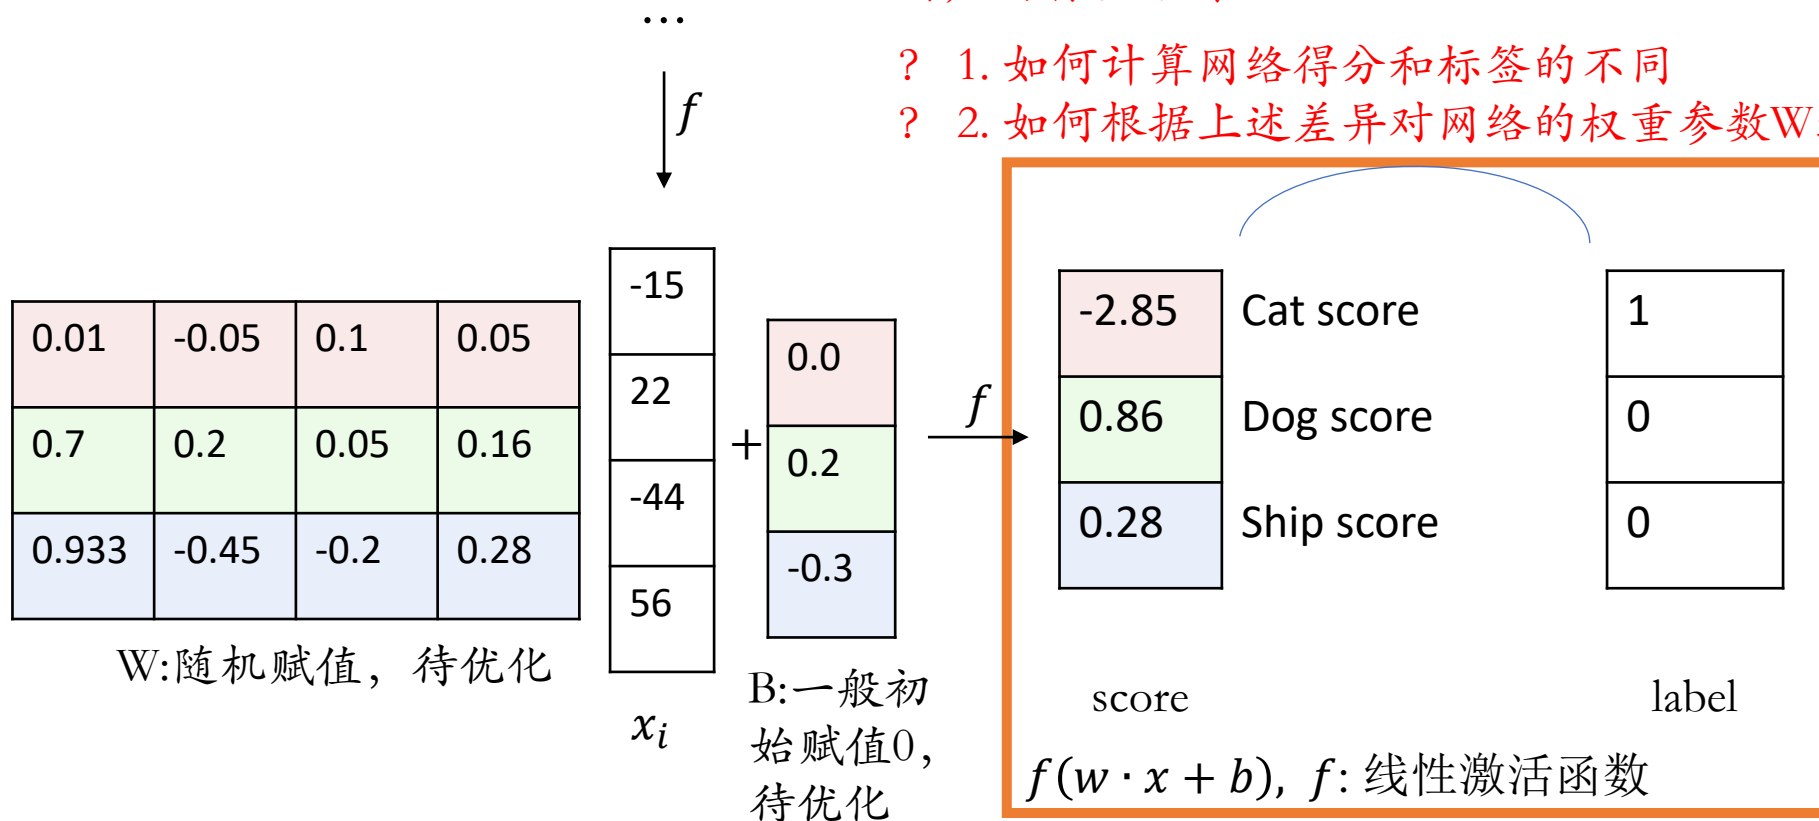 ...
? 1. 如何计算网络得分和标签的不同
? 2. 如何根据上述差异对网络的权重参数W
f
0.01 -0.05 0.1 0.05
0.7 0.2 0.05 0.16
0.933 -0.45 -0.2 0.28
W:随机赋值，待优化
-15
22
-44
56
x_i
+
0.0
0.2
-0.3
B:一般初
始赋值0，
待优化
f
-2.85 Cat score
0.86 Dog score
0.28 Ship score
score
1
0
0
label
f(w · x + b), f: 线性激活函数